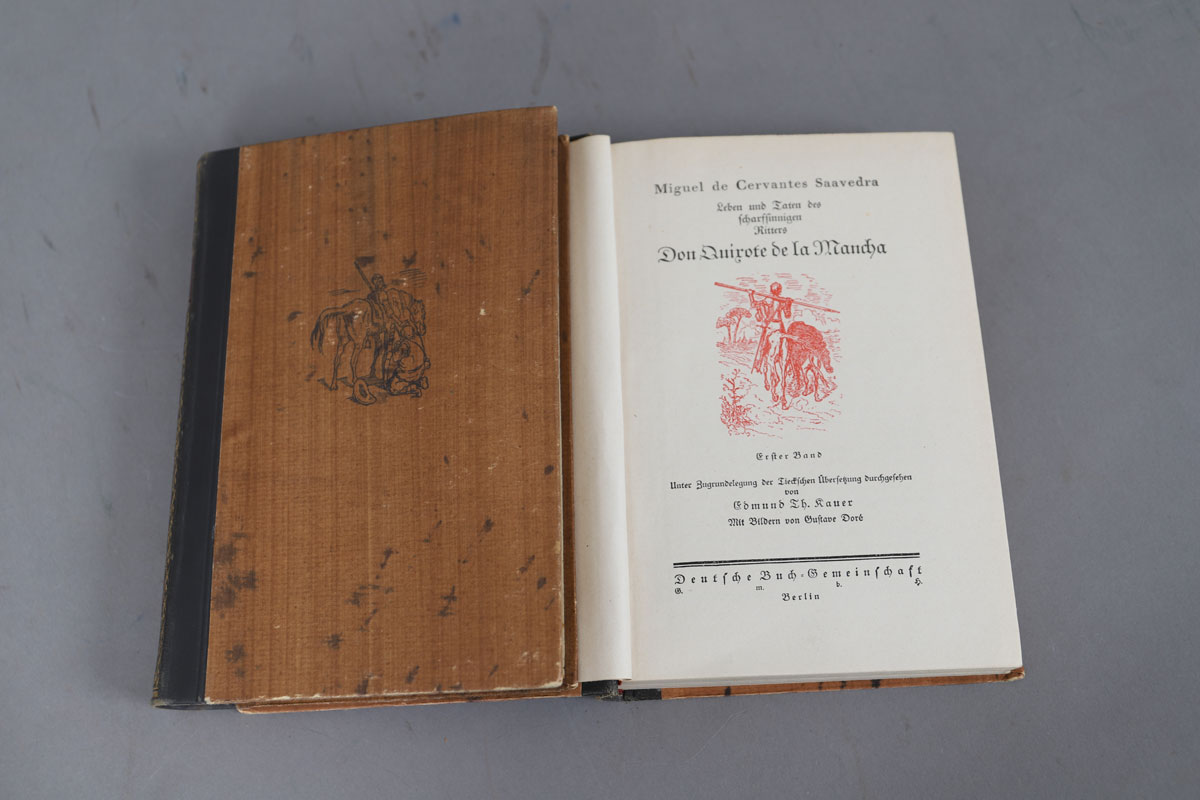 Miguel de Cervantes Saavedra
Leben und Taten des
scharfsinnigen
Ritters
Don Quixote de la Mancha
Erster Band
Unter Zugrundelegung der Tieckschen Übersetzung durchgesehen
von
Edmund Th. Kauer
Mit Bildern von Gustave Doré
Deutsche Buch-Gemeinschaft
G. m. b. H.
Berlin